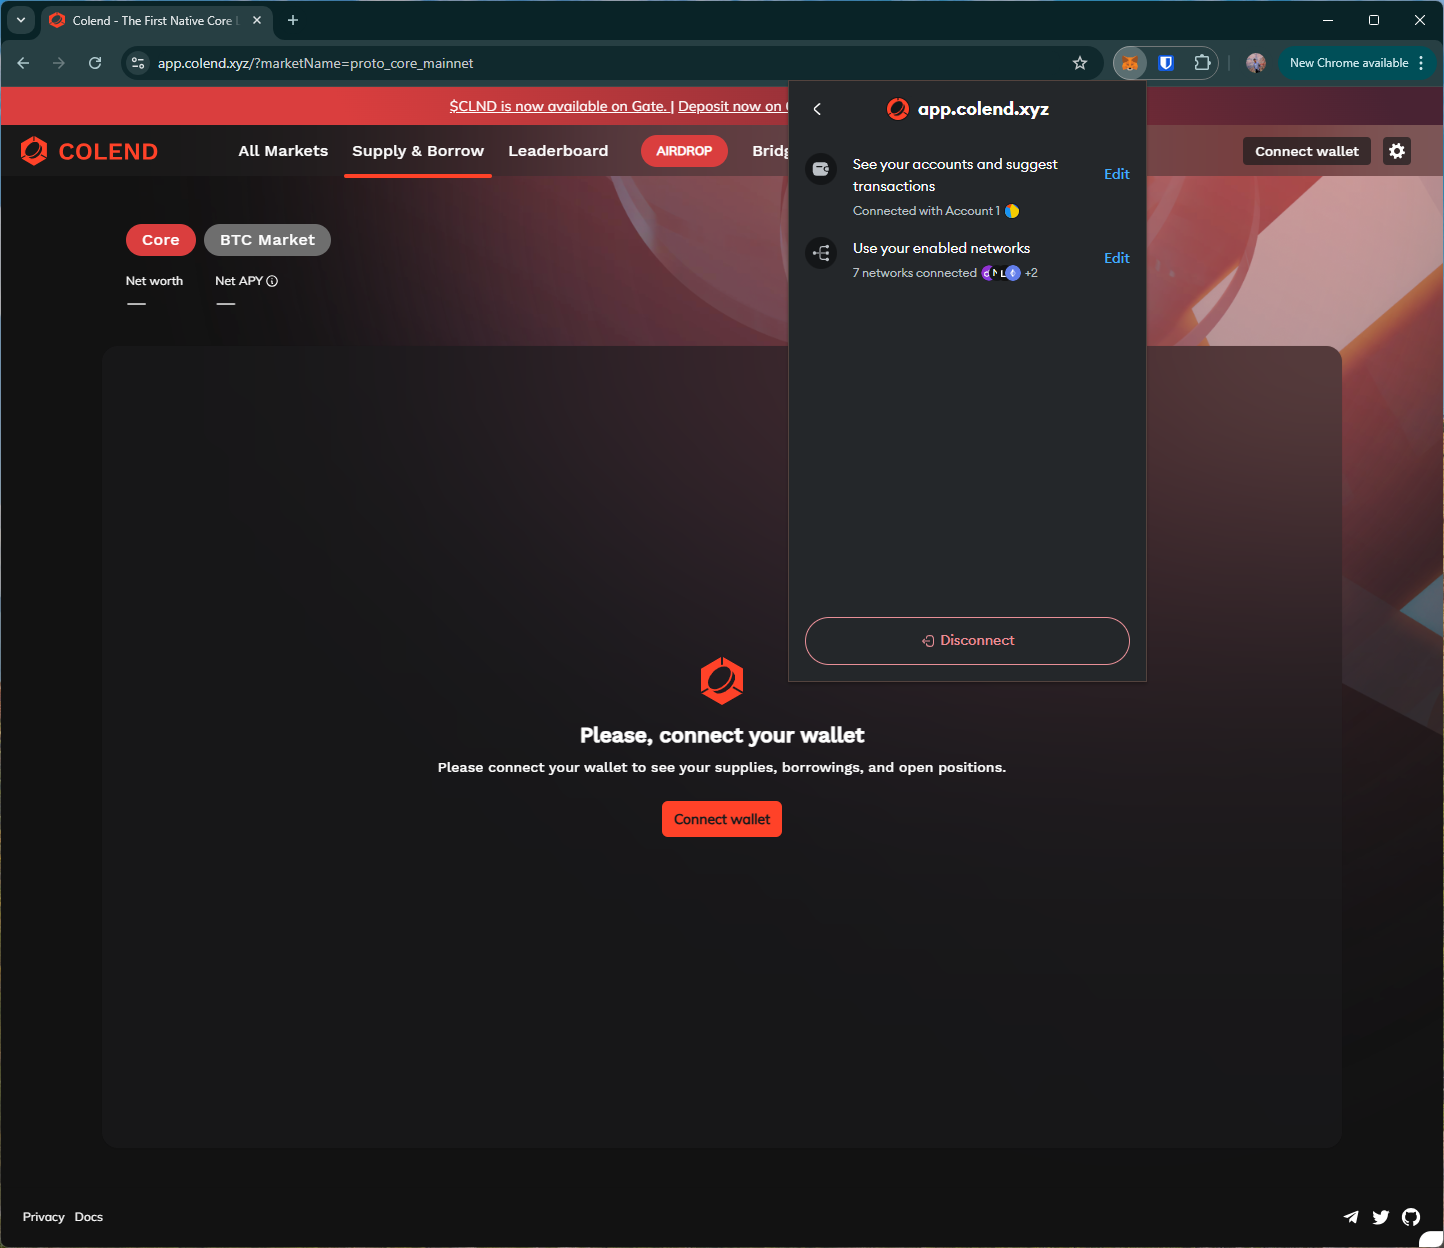 Colend - The First Native Core L
app.colend.xyz/?marketName=proto_core_mainnet
New Chrome available
$CLND is now available on Gate. | Deposit now on
COLEND
All Markets
Supply & Borrow
Leaderboard
AIRDROP
Bridg
Connect wallet
Core
BTC Market
Net worth
Net APY
—
—
app.colend.xyz
See your accounts and suggest
transactions
Edit
Connected with Account 1
Use your enabled networks
Edit
7 networks connected
+2
Disconnect
Please, connect your wallet
Please connect your wallet to see your supplies, borrowings, and open positions.
Connect wallet
Privacy
Docs